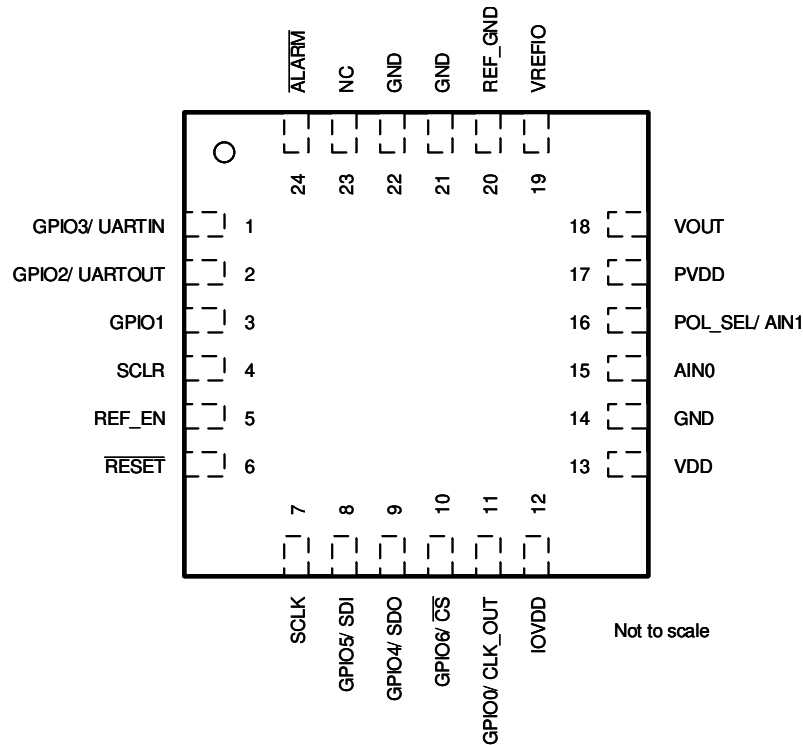 ALARM
NC
GND
GND
REF_GND
VREFIO
24
23
22
21
20
19
GPIO3/ UARTIN 1
GPIO2/ UARTOUT 2
GPIO1 3
SCLR 4
REF_EN 5
RESET 6
18 VOUT
17 PVDD
16 POL_SEL/ AIN1
15 AIN0
14 GND
13 VDD
7
8
9
10
11
12
SCLK
GPIO5/ SDI
GPIO4/ SDO
GPIO6/ CS
GPIO0/ CLK_OUT
IOVDD
Not to scale